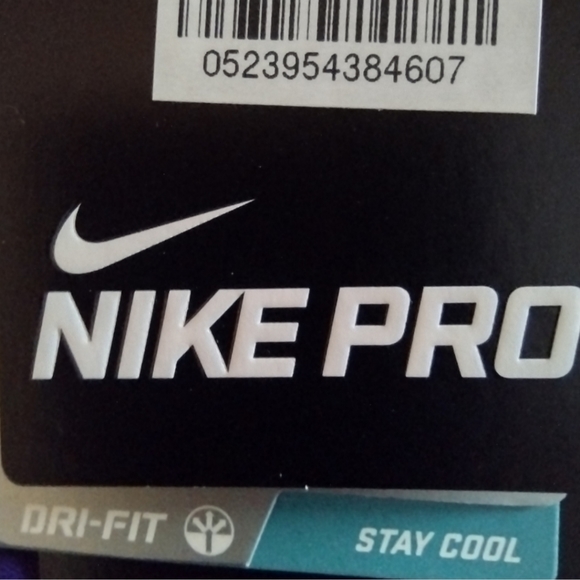 0523954384607
NIKE PRO
DRI-FIT
STAY COOL